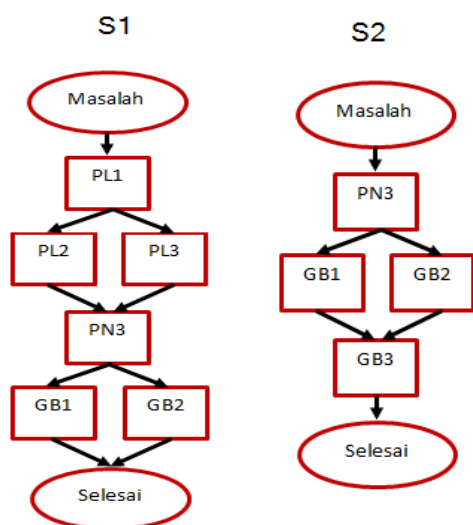 S1
Masalah
PL1
PL2 PL3
PN3
GB1 GB2
Selesai
S2
Masalah
PN3
GB1 GB2
GB3
Selesai